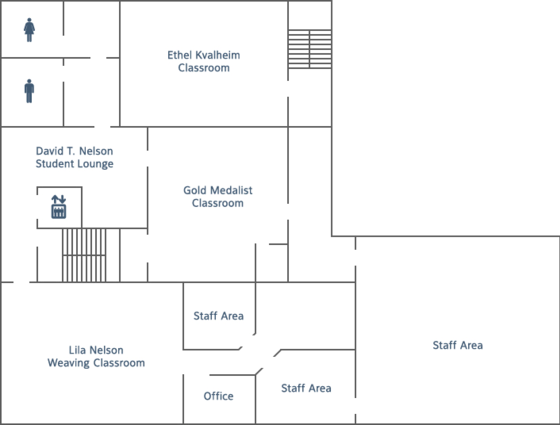 Ethel Kvalheim
Classroom
David T. Nelson
Student Lounge
Gold Medalist
Classroom
Staff Area
Lila Nelson
Weaving Classroom
Staff Area
Office
Staff Area